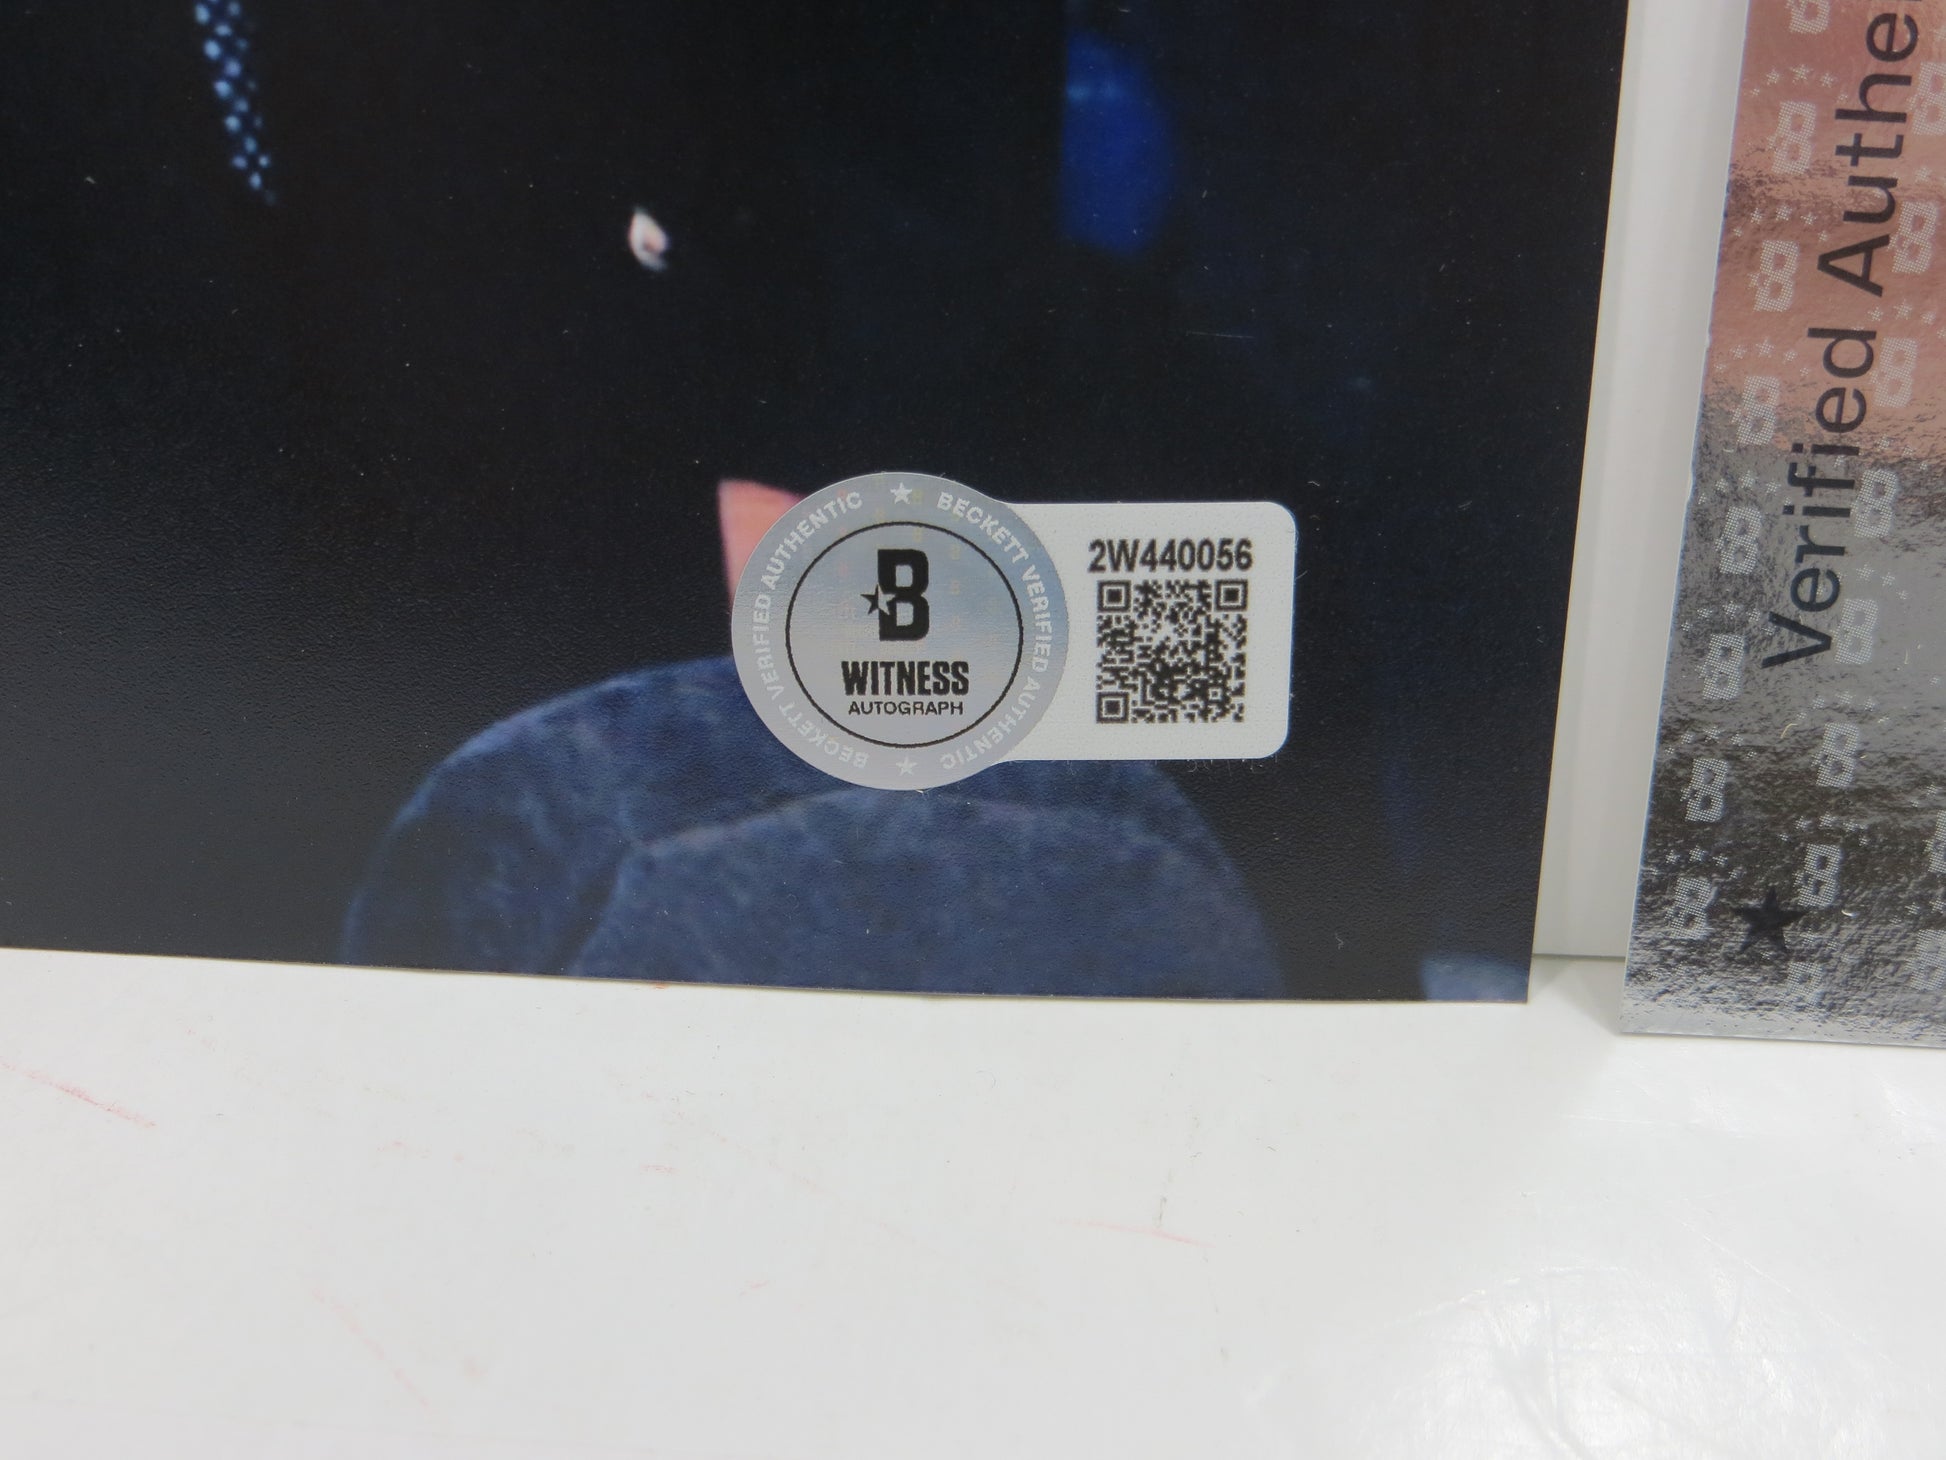 BECKETT VERIFIED AUTHENTIC ★ BECKETT VERIFIED AUTHENTIC ★
B
WITNESS
AUTOGRAPH
2W440056
Verified Authe